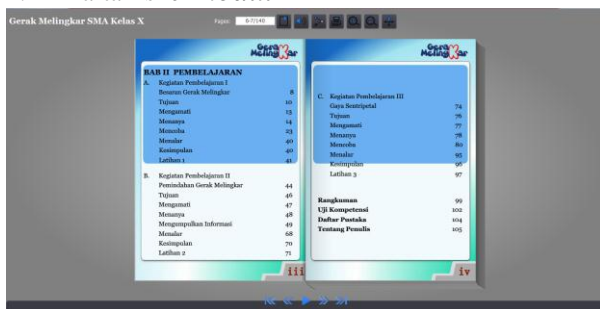 Gerak Melingkar SMA Kelas X
Pages: 6-7/140
Gerak
Melingkar
BAB II PEMBELAJARAN
A. Kegiatan Pembelajaran I
Besaran Gerak Melingkar 8
Tujuan 10
Mengamati 13
Menanya 14
Mencoba 23
Menalar 40
Kesimpulan 40
Latihan 1 41
B. Kegiatan Pembelajaran II
Pemindahan Gerak Melingkar 44
Tujuan 46
Mengamati 47
Menanya 48
Mengumpulkan Informasi 49
Menalar 68
Kesimpulan 70
Latihan 2 71
iii
Gerak
Melingkar
C. Kegiatan Pembelajaran III
Gaya Sentripetal 74
Tujuan 76
Mengamati 77
Menanya 78
Mencoba 80
Menalar 95
Kesimpulan 96
Latihan 3 97
Rangkuman 99
Uji Kompetensi 102
Daftar Pustaka 104
Tentang Penulis 105
iv